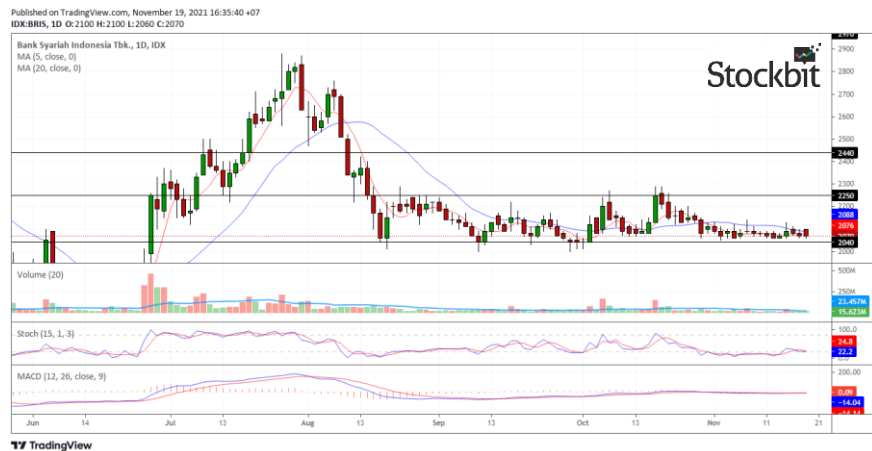 Published on TradingView.com, November 19, 2021 16:35:40 +07
IDX:BRIS, 1D O:2100 H:2100 L:2060 C:2070
Bank Syariah Indonesia Tbk., 1D, IDX
MA (5, close, 0)
MA (20, close, 0)
Stockbit
2900
2800
2700
2600
2500
2440
2400
2300
2250
2200
2088
2076
2040
2000
Volume (20)
500M
250M
23.457M
15.623M
Stoch (15, 1, 3)
100.0
24.8
22.2
MACD (12, 26, close, 9)
200.00
0.09
−14.04
Jun 14 Jul 13 Aug 13 Sep 13 Oct 13 Nov 11 21
TradingView